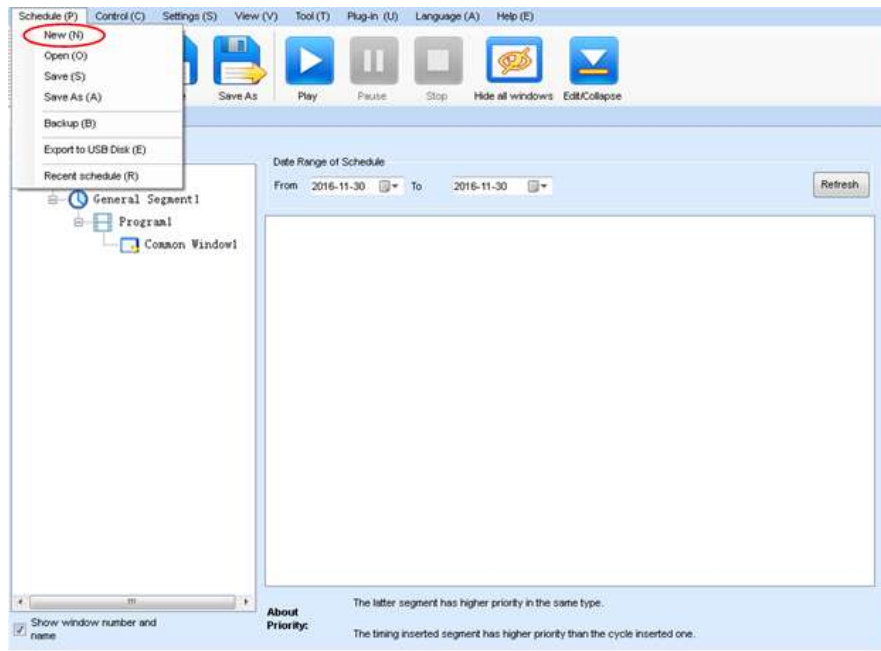 Schedule (P) Control (C) Settings (S) View (V) Tool (T) Plug-in (U) Language (A) Help (E)
New (N)
Open (O)
Save (S)
Save As (A)
Backup (B)
Export to USB Disk (E)
Recent schedule (R)
Save As Play Pause Stop Hide all windows Edit/Collapse
General Segment1
Program1
Common Window1
Date Range of Schedule
From 2016-11-30 To 2016-11-30 Refresh
Show window number and
name
About
Priority:
The latter segment has higher priority in the same type.
The timing inserted segment has higher priority than the cycle inserted one.